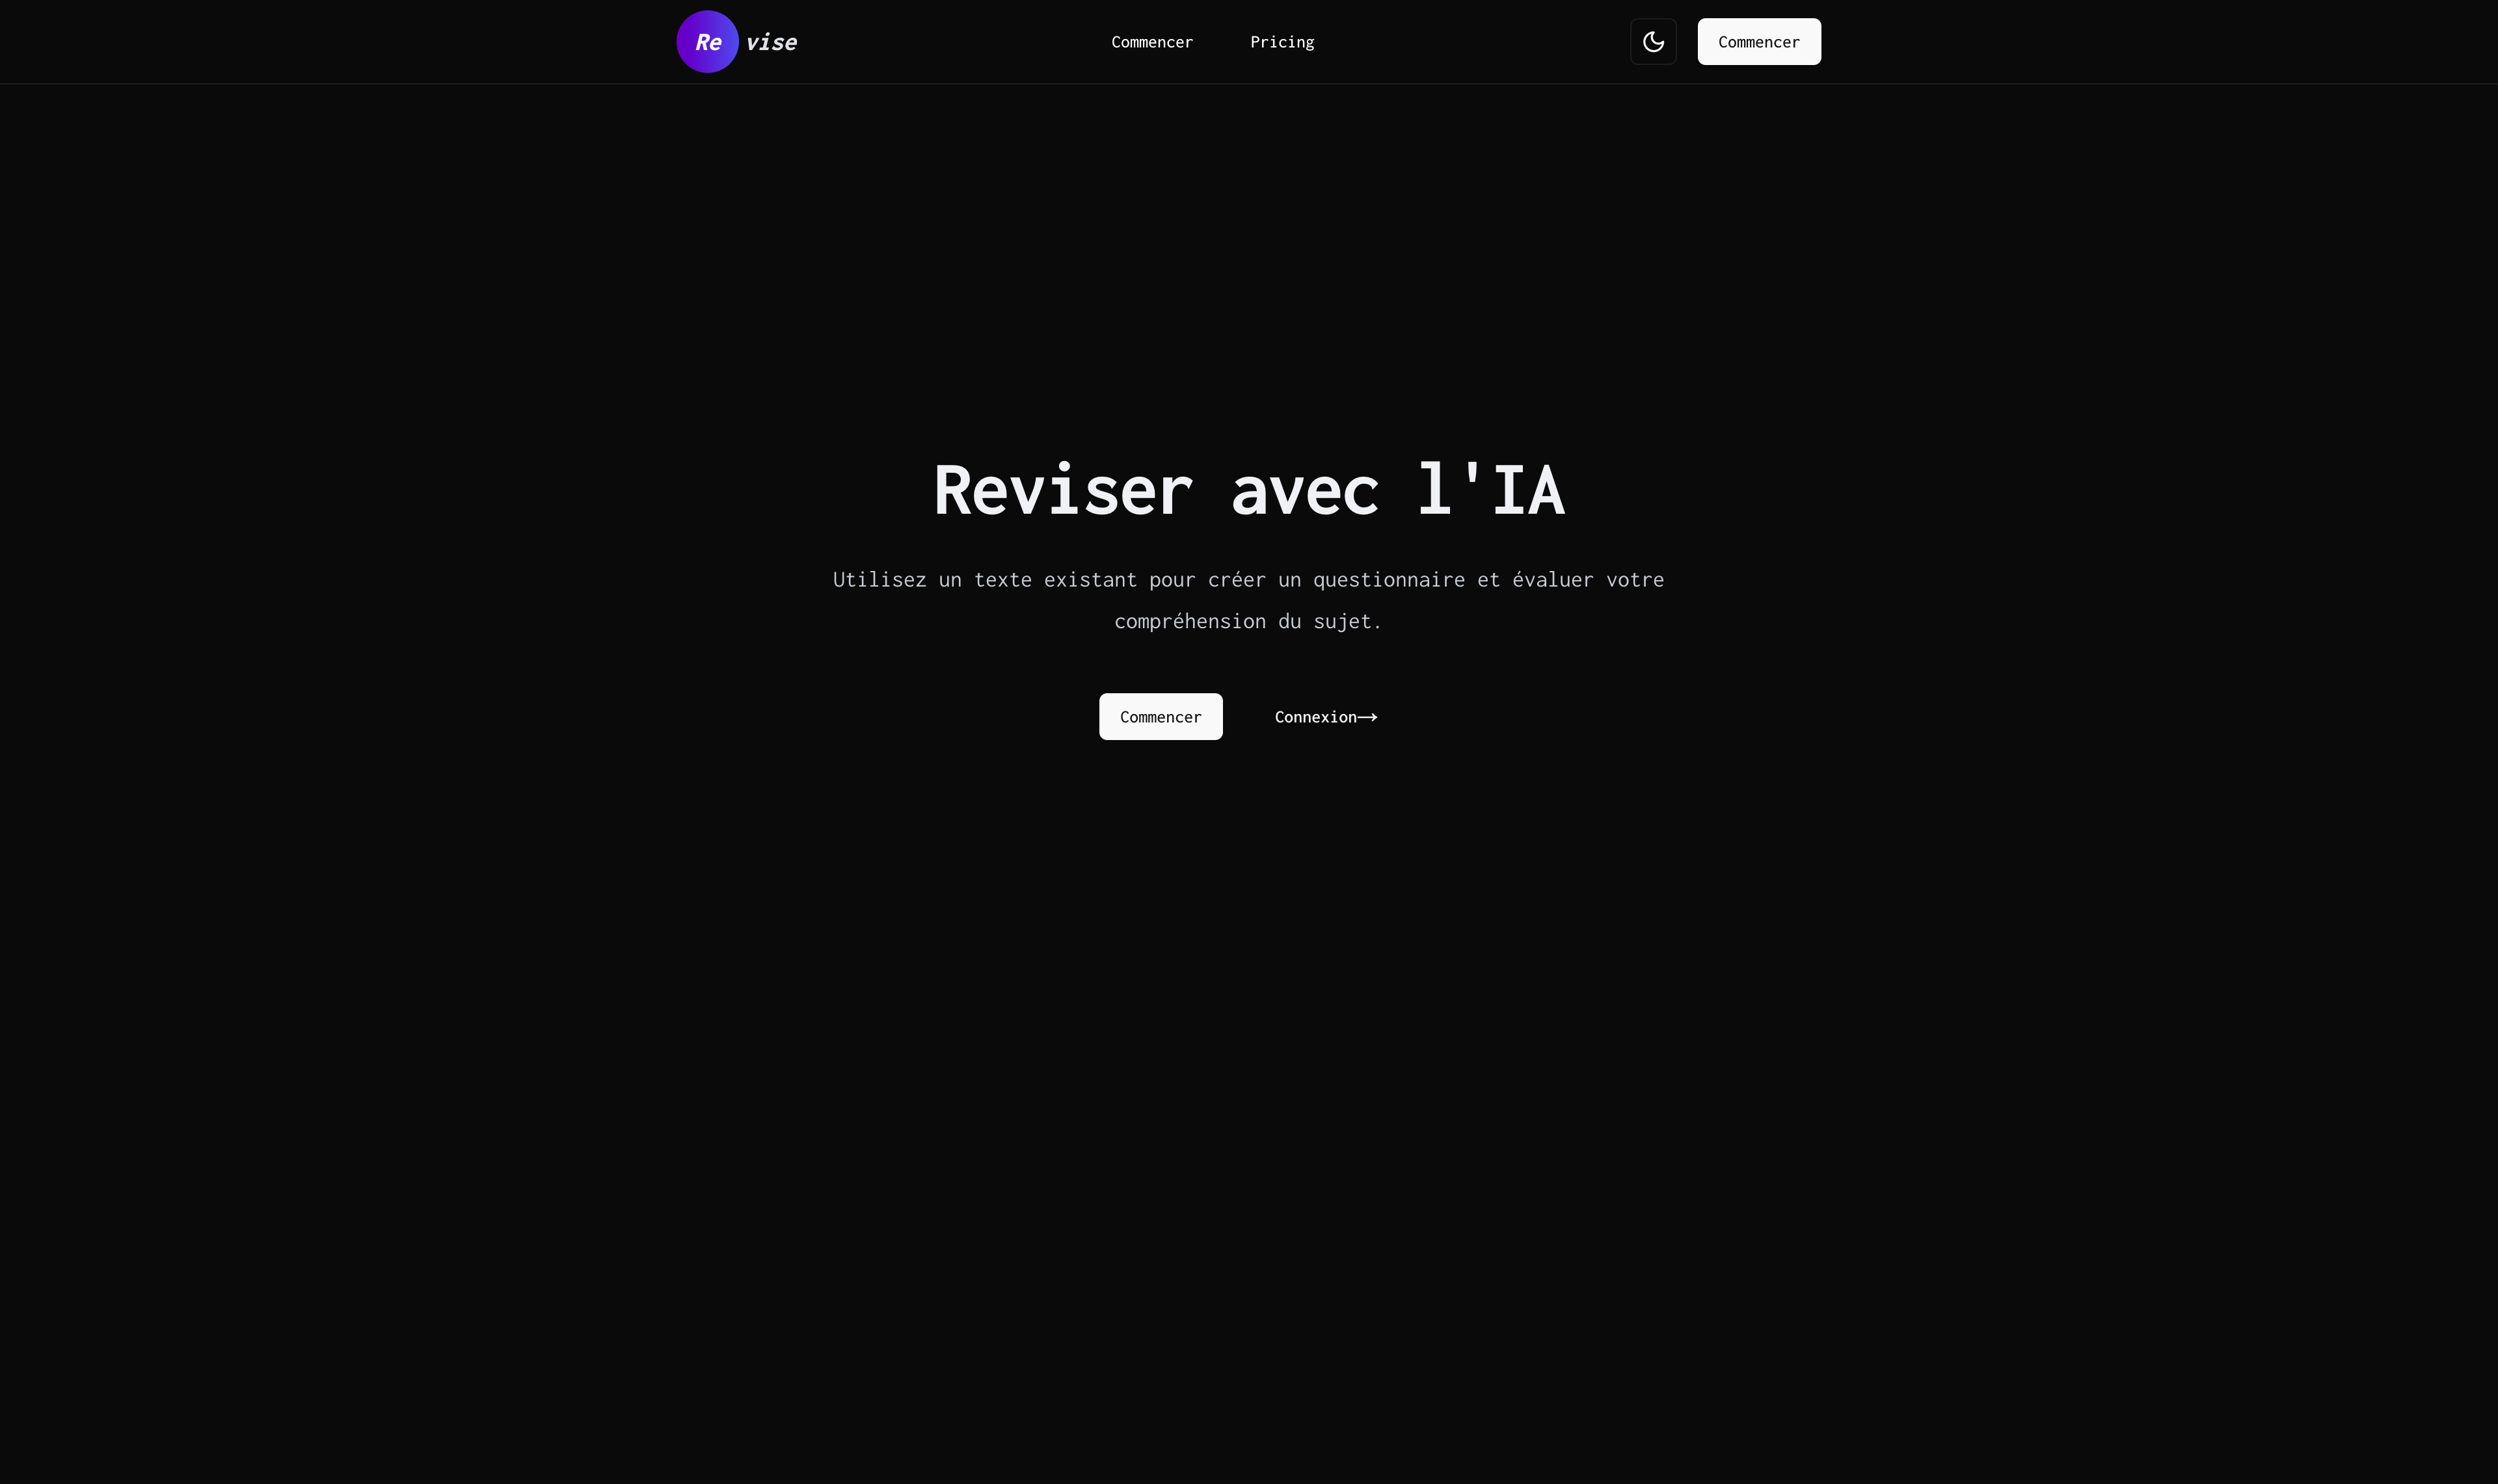 Re vise
Commencer
Pricing
Commencer
Reviser avec l'IA
Utilisez un texte existant pour créer un questionnaire et évaluer votre
compréhension du sujet.
Commencer
Connexion→